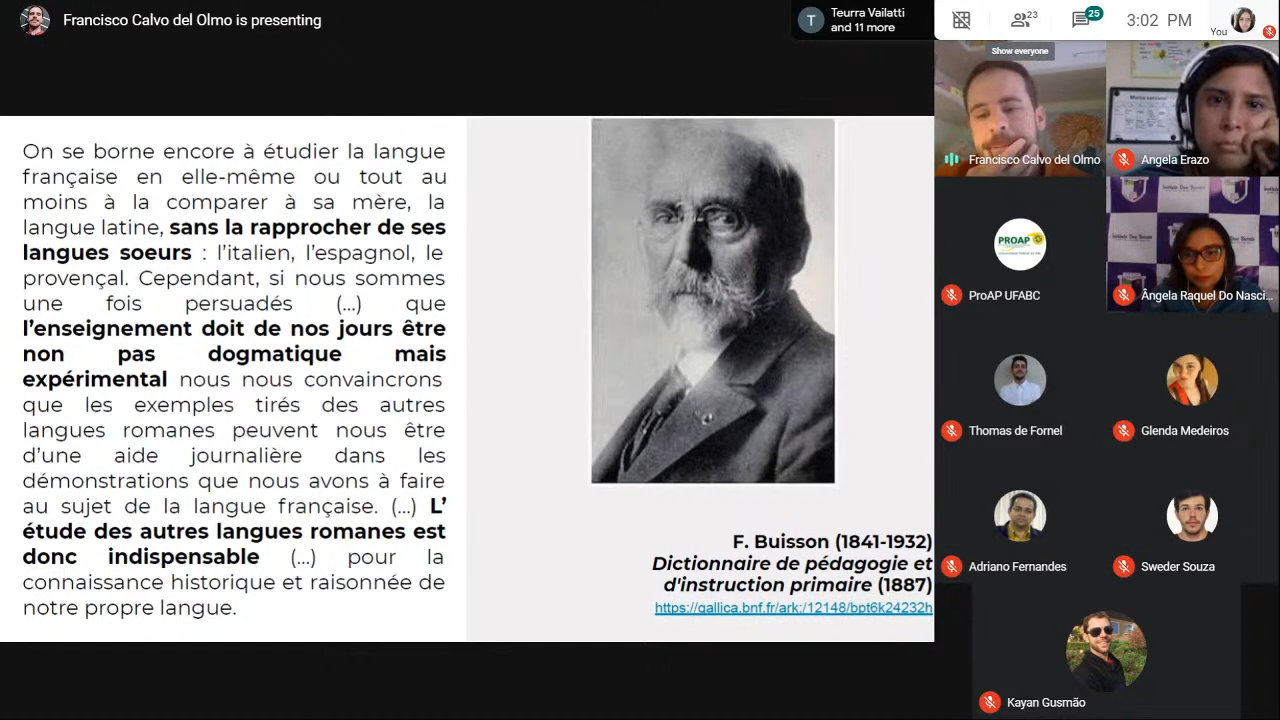 Francisco Calvo del Olmo is presenting
Teurra Vailatti
and 11 more
23
25
3:02 PM
You
Show everyone
On se borne encore à étudier la langue
française en elle-même ou tout au
moins à la comparer à sa mère, la
langue latine, sans la rapprocher de ses
langues soeurs : l'italien, l'espagnol, le
provençal. Cependant, si nous sommes
une fois persuadés (...) que
l'enseignement doit de nos jours être
non pas dogmatique mais
expérimental nous nous convaincrons
que les exemples tirés des autres
langues romanes peuvent nous être
d'une aide journalière dans les
démonstrations que nous avons à faire
au sujet de la langue française. (...) L'
étude des autres langues romanes est
donc indispensable (...) pour la
connaissance historique et raisonnée de
notre propre langue.
F. Buisson (1841-1932)
Dictionnaire de pédagogie et
d'instruction primaire (1887)
https://gallica.bnf.fr/ark:/12148/bpt6k24232h
Francisco Calvo del Olmo
Angela Erazo
PROAP
ProAP UFABC
Ângela Raquel Do Nasci...
Thomas de Fornel
Glenda Medeiros
Adriano Fernandes
Sweder Souza
Kayan Gusmão
T